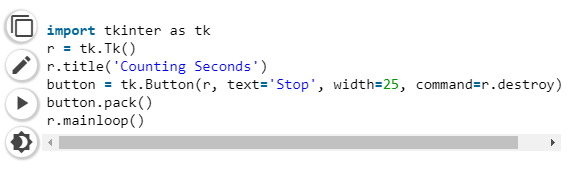 import tkinter as tk
r = tk.Tk()
r.title('Counting Seconds')
button = tk.Button(r, text='Stop', width=25, command=r.destroy)
button.pack()
r.mainloop()